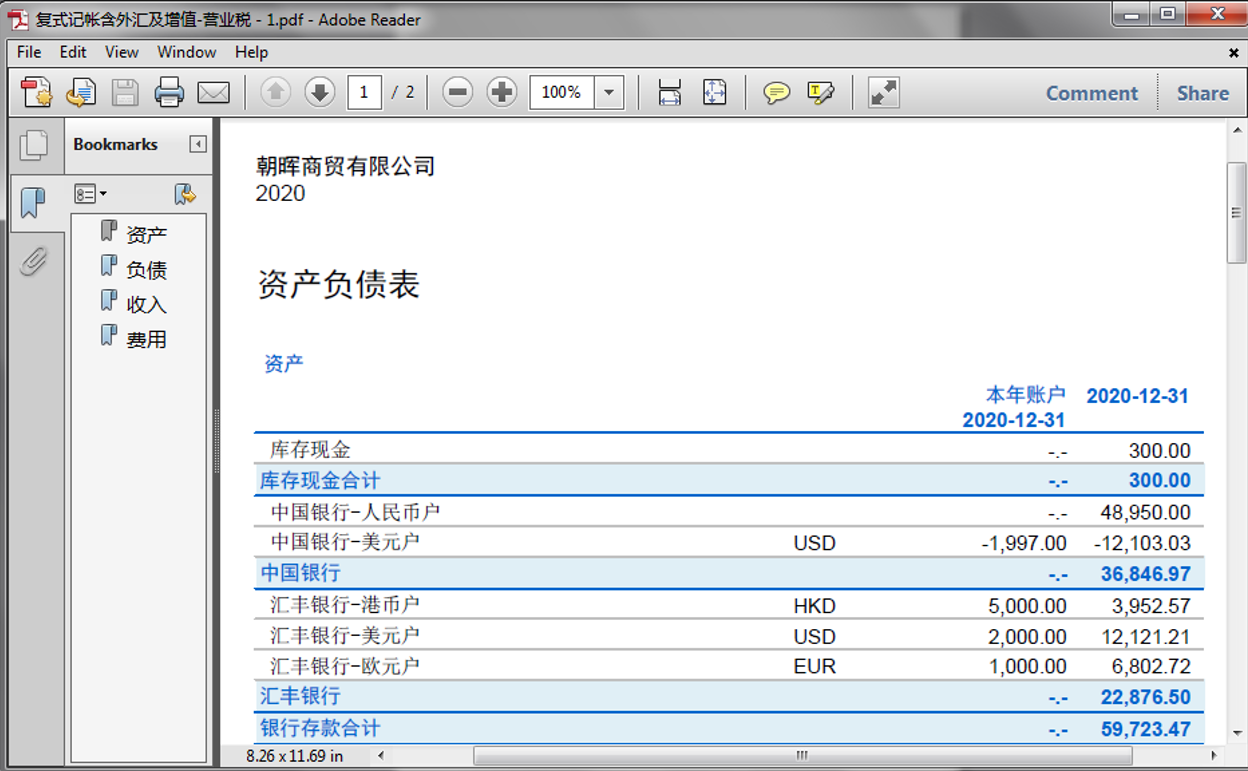 复式记帐含外汇及增值-营业税 - 1.pdf - Adobe Reader
File Edit View Window Help
1 / 2 100% Comment Share
Bookmarks
资产
负债
收入
费用
朝晖商贸有限公司
2020
资产负债表
资产
本年账户 2020-12-31
2020-12-31
库存现金 -.- 300.00
库存现金合计 -.- 300.00
中国银行-人民币户 -.- 48,950.00
中国银行-美元户 USD -1,997.00 -12,103.03
中国银行 -.- 36,846.97
汇丰银行-港币户 HKD 5,000.00 3,952.57
汇丰银行-美元户 USD 2,000.00 12,121.21
汇丰银行-欧元户 EUR 1,000.00 6,802.72
汇丰银行 -.- 22,876.50
银行存款合计 -.- 59,723.47
8.26 x 11.69 in